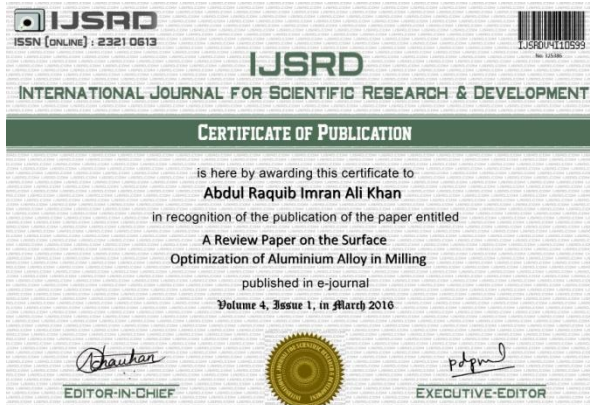 IJSRD
ISSN [ONLINE] : 2321 0613
IJSRDV4I10599
IJSRD
INTERNATIONAL JOURNAL FOR SCIENTIFIC RESEARCH & DEVELOPMENT
CERTIFICATE OF PUBLICATION
is here by awarding this certificate to
Abdul Raquib Imran Ali Khan
in recognition of the publication of the paper entitled
A Review Paper on the Surface
Optimization of Aluminium Alloy in Milling
published in e-journal
Volume 4, Issue 1, in March 2016
EDITOR-IN-CHIEF
EXECUTIVE-EDITOR